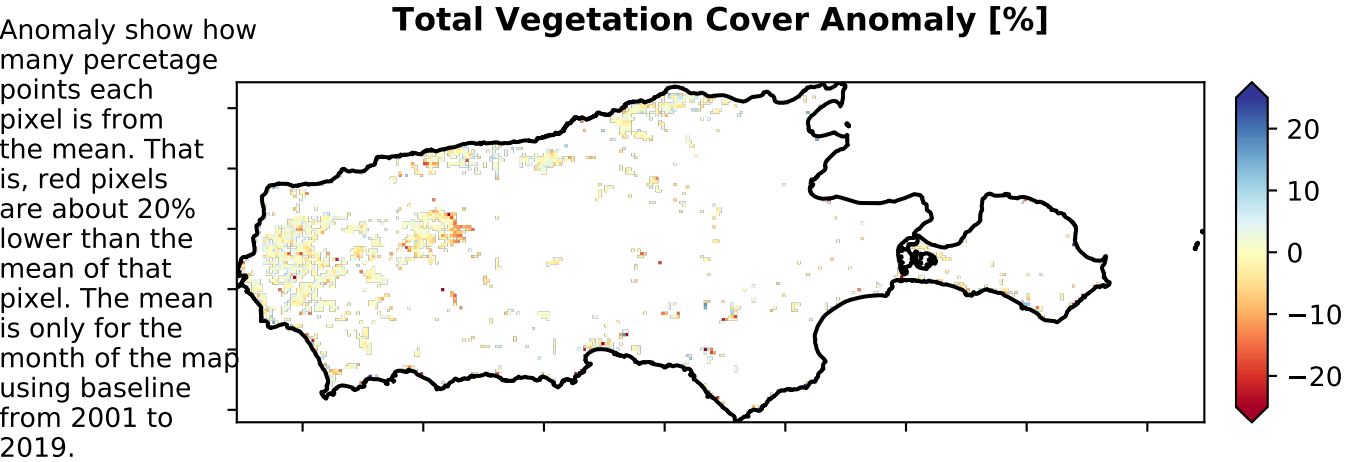 Total Vegetation Cover Anomaly [%]
Anomaly show how
many percetage
points each
pixel is from
the mean. That
is, red pixels
are about 20%
lower than the
mean of that
pixel. The mean
is only for the
month of the map
using baseline
from 2001 to
2019.
20
10
0
−10
−20